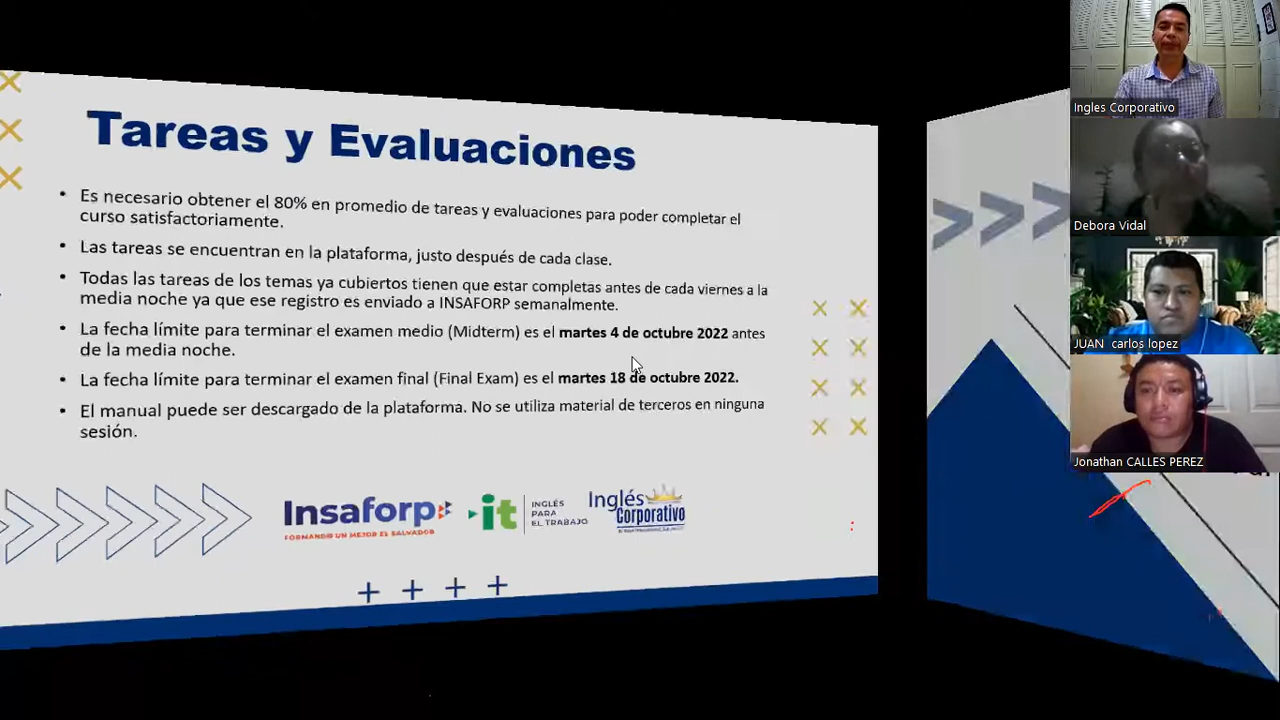 Tareas y Evaluaciones
• Es necesario obtener el 80% en promedio de tareas y evaluaciones para poder completar el
curso satisfactoriamente.
• Las tareas se encuentran en la plataforma, justo después de cada clase.
• Todas las tareas de los temas ya cubiertos tienen que estar completas antes de cada viernes a la
media noche ya que ese registro es enviado a INSAFORP semanalmente.
• La fecha límite para terminar el examen medio (Midterm) es el martes 4 de octubre 2022 antes
de la media noche.
• La fecha límite para terminar el examen final (Final Exam) es el martes 18 de octubre 2022.
• El manual puede ser descargado de la plataforma. No se utiliza material de terceros en ninguna
sesión.
Insaforp
FORMANDO UN MEJOR EL SALVADOR
it
INGLÉS
PARA
EL TRABAJO
Inglés
Corporativo
Ingles Corporativo
Debora Vidal
JUAN carlos lopez
Jonathan CALLES PEREZ